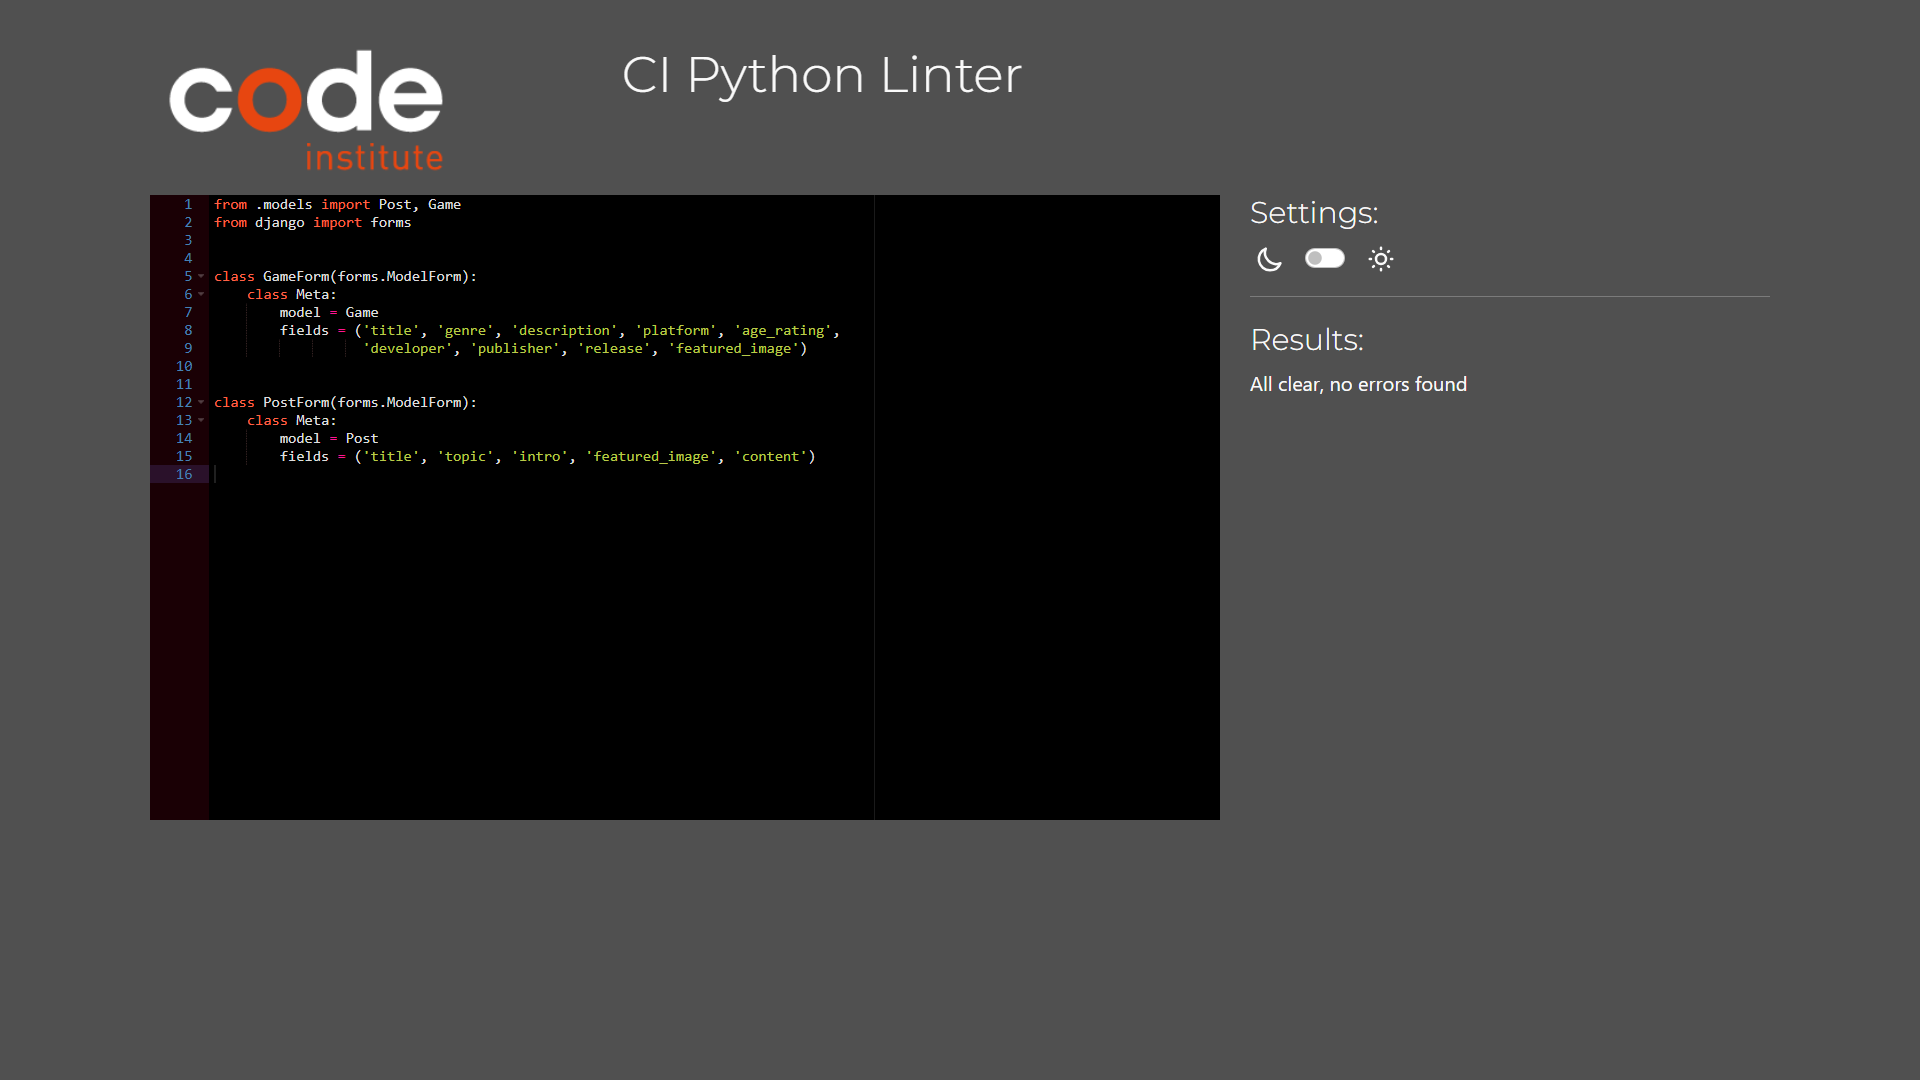 code
institute
CI Python Linter
1 from .models import Post, Game
2 from django import forms
3
4
5 class GameForm(forms.ModelForm):
6     class Meta:
7         model = Game
8         fields = ('title', 'genre', 'description', 'platform', 'age_rating',
9                   'developer', 'publisher', 'release', 'featured_image')
10
11
12 class PostForm(forms.ModelForm):
13     class Meta:
14         model = Post
15         fields = ('title', 'topic', 'intro', 'featured_image', 'content')
16
Settings:
Results:
All clear, no errors found